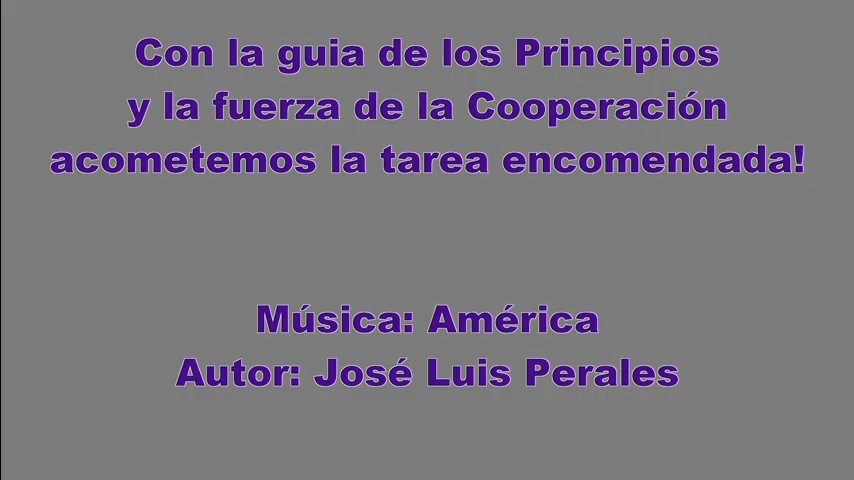 Con la guia de los Principios
y la fuerza de la Cooperación
acometemos la tarea encomendada!
Música: América
Autor: José Luis Perales